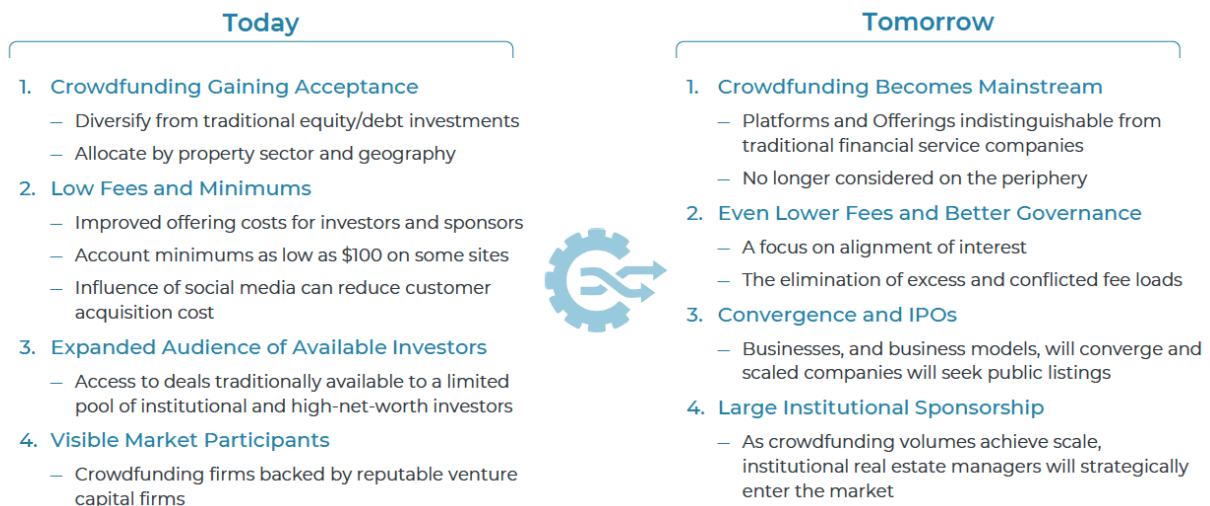 Today
1. Crowdfunding Gaining Acceptance
– Diversify from traditional equity/debt investments
– Allocate by property sector and geography
2. Low Fees and Minimums
– Improved offering costs for investors and sponsors
– Account minimums as low as $100 on some sites
– Influence of social media can reduce customer
acquisition cost
3. Expanded Audience of Available Investors
– Access to deals traditionally available to a limited
pool of institutional and high-net-worth investors
4. Visible Market Participants
– Crowdfunding firms backed by reputable venture
capital firms
Tomorrow
1. Crowdfunding Becomes Mainstream
– Platforms and Offerings indistinguishable from
traditional financial service companies
– No longer considered on the periphery
2. Even Lower Fees and Better Governance
– A focus on alignment of interest
– The elimination of excess and conflicted fee loads
3. Convergence and IPOs
– Businesses, and business models, will converge and
scaled companies will seek public listings
4. Large Institutional Sponsorship
– As crowdfunding volumes achieve scale,
institutional real estate managers will strategically
enter the market